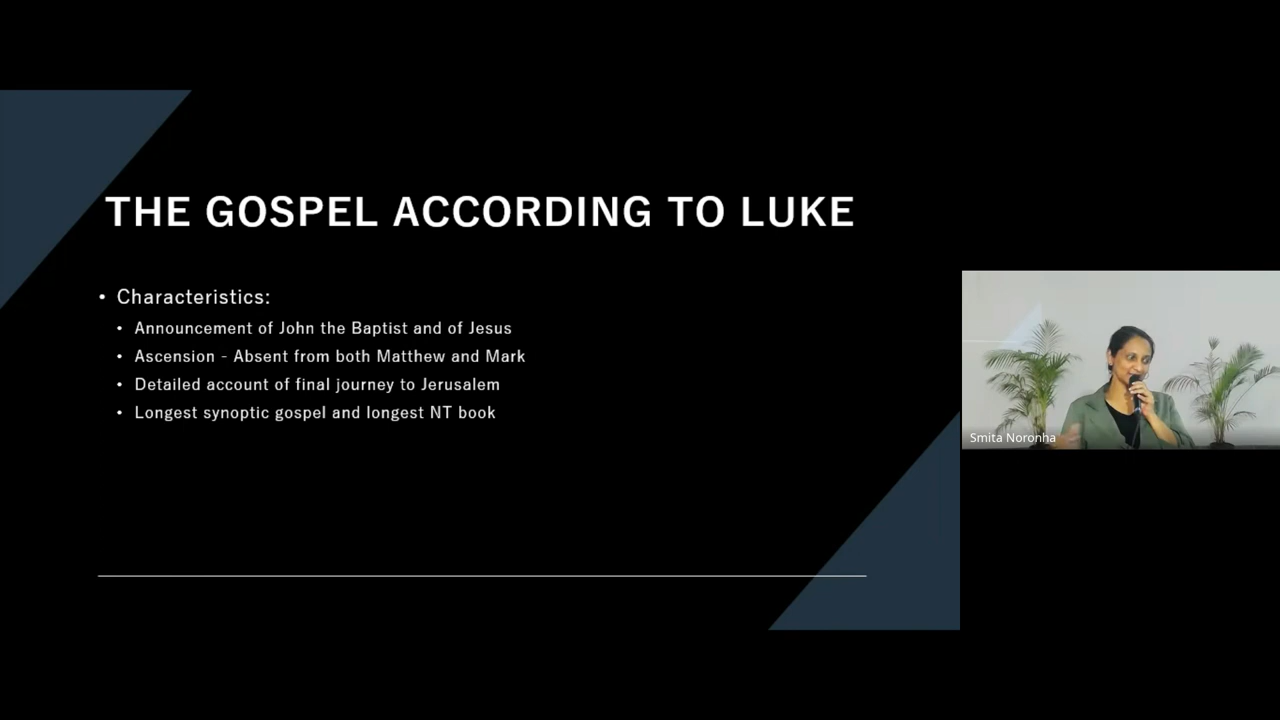 THE GOSPEL ACCORDING TO LUKE
• Characteristics:
• Announcement of John the Baptist and of Jesus
• Ascension - Absent from both Matthew and Mark
• Detailed account of final journey to Jerusalem
• Longest synoptic gospel and longest NT book
Smita Noronha